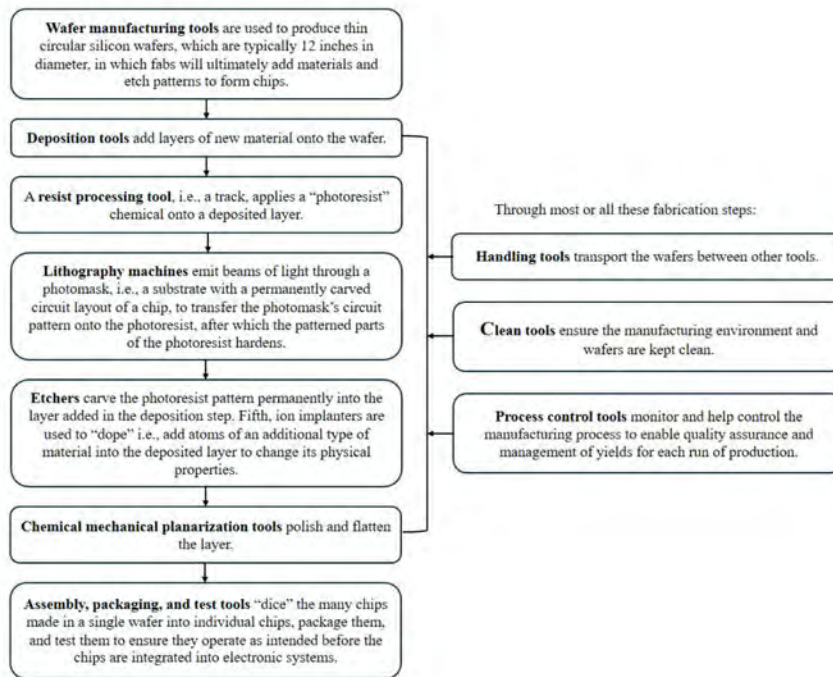 Wafer manufacturing tools are used to produce thin
circular silicon wafers, which are typically 12 inches in
diameter, in which fabs will ultimately add materials and
etch patterns to form chips.
Deposition tools add layers of new material onto the wafer.
A resist processing tool, i.e., a track, applies a “photoresist”
chemical onto a deposited layer.
Lithography machines emit beams of light through a
photomask, i.e., a substrate with a permanently carved
circuit layout of a chip, to transfer the photomask’s circuit
pattern onto the photoresist, after which the patterned parts
of the photoresist hardens.
Etchers carve the photoresist pattern permanently into the
layer added in the deposition step. Fifth, ion implanters are
used to “dope” i.e., add atoms of an additional type of
material into the deposited layer to change its physical
properties.
Chemical mechanical planarization tools polish and flatten
the layer.
Assembly, packaging, and test tools “dice” the many chips
made in a single wafer into individual chips, package them,
and test them to ensure they operate as intended before the
chips are integrated into electronic systems.
Through most or all these fabrication steps:
Handling tools transport the wafers between other tools.
Clean tools ensure the manufacturing environment and
wafers are kept clean.
Process control tools monitor and help control the
manufacturing process to enable quality assurance and
management of yields for each run of production.